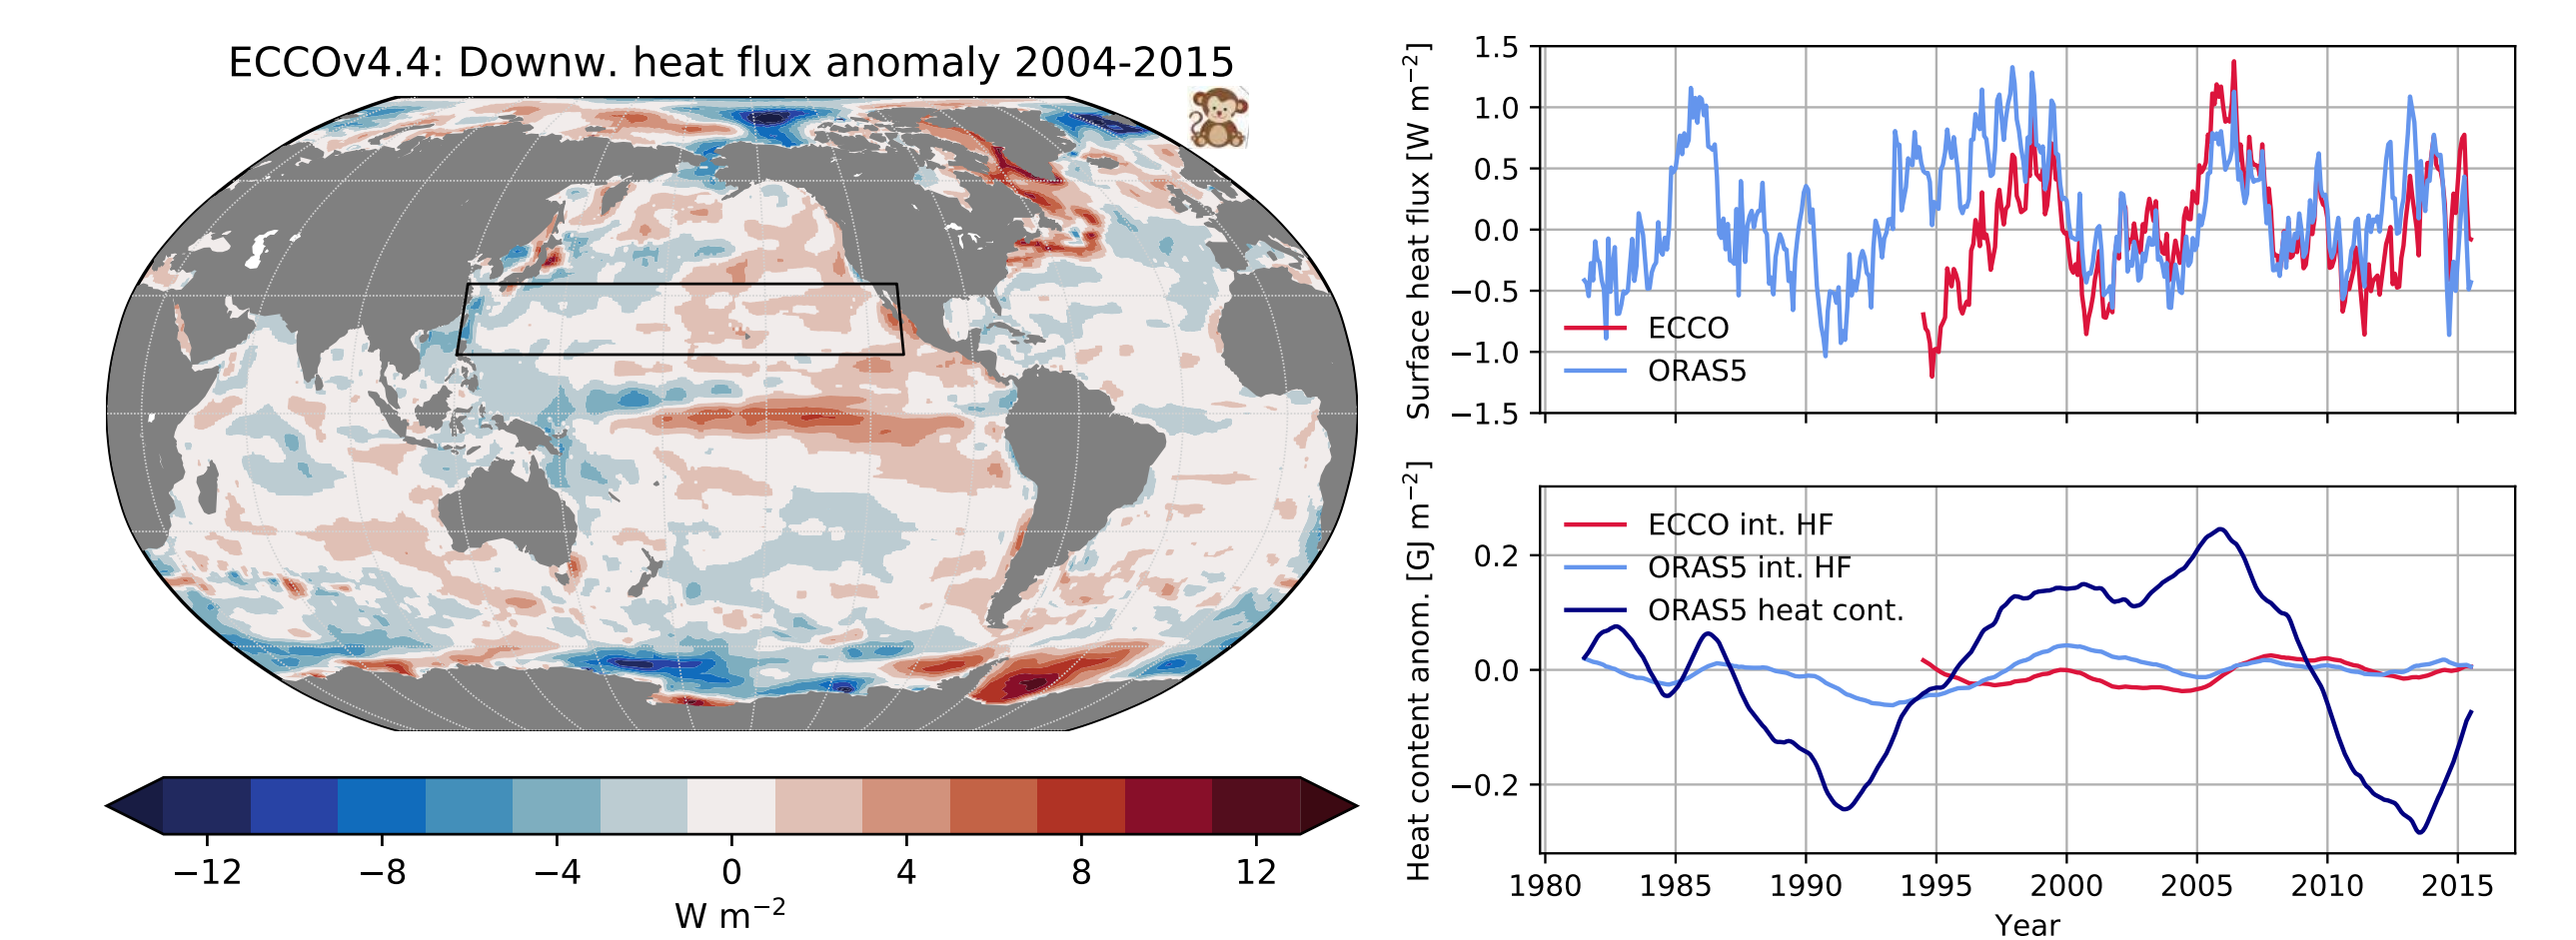 ECCOv4.4: Downw. heat flux anomaly 2004-2015
−12 −8 −4 0 4 8 12
W m⁻²
Surface heat flux [W m⁻²]
1.5
1.0
0.5
0.0
−0.5
−1.0
−1.5
ECCO
ORAS5
Heat content anom. [GJ m⁻²]
0.2
0.0
−0.2
ECCO int. HF
ORAS5 int. HF
ORAS5 heat cont.
1980 1985 1990 1995 2000 2005 2010 2015
Year